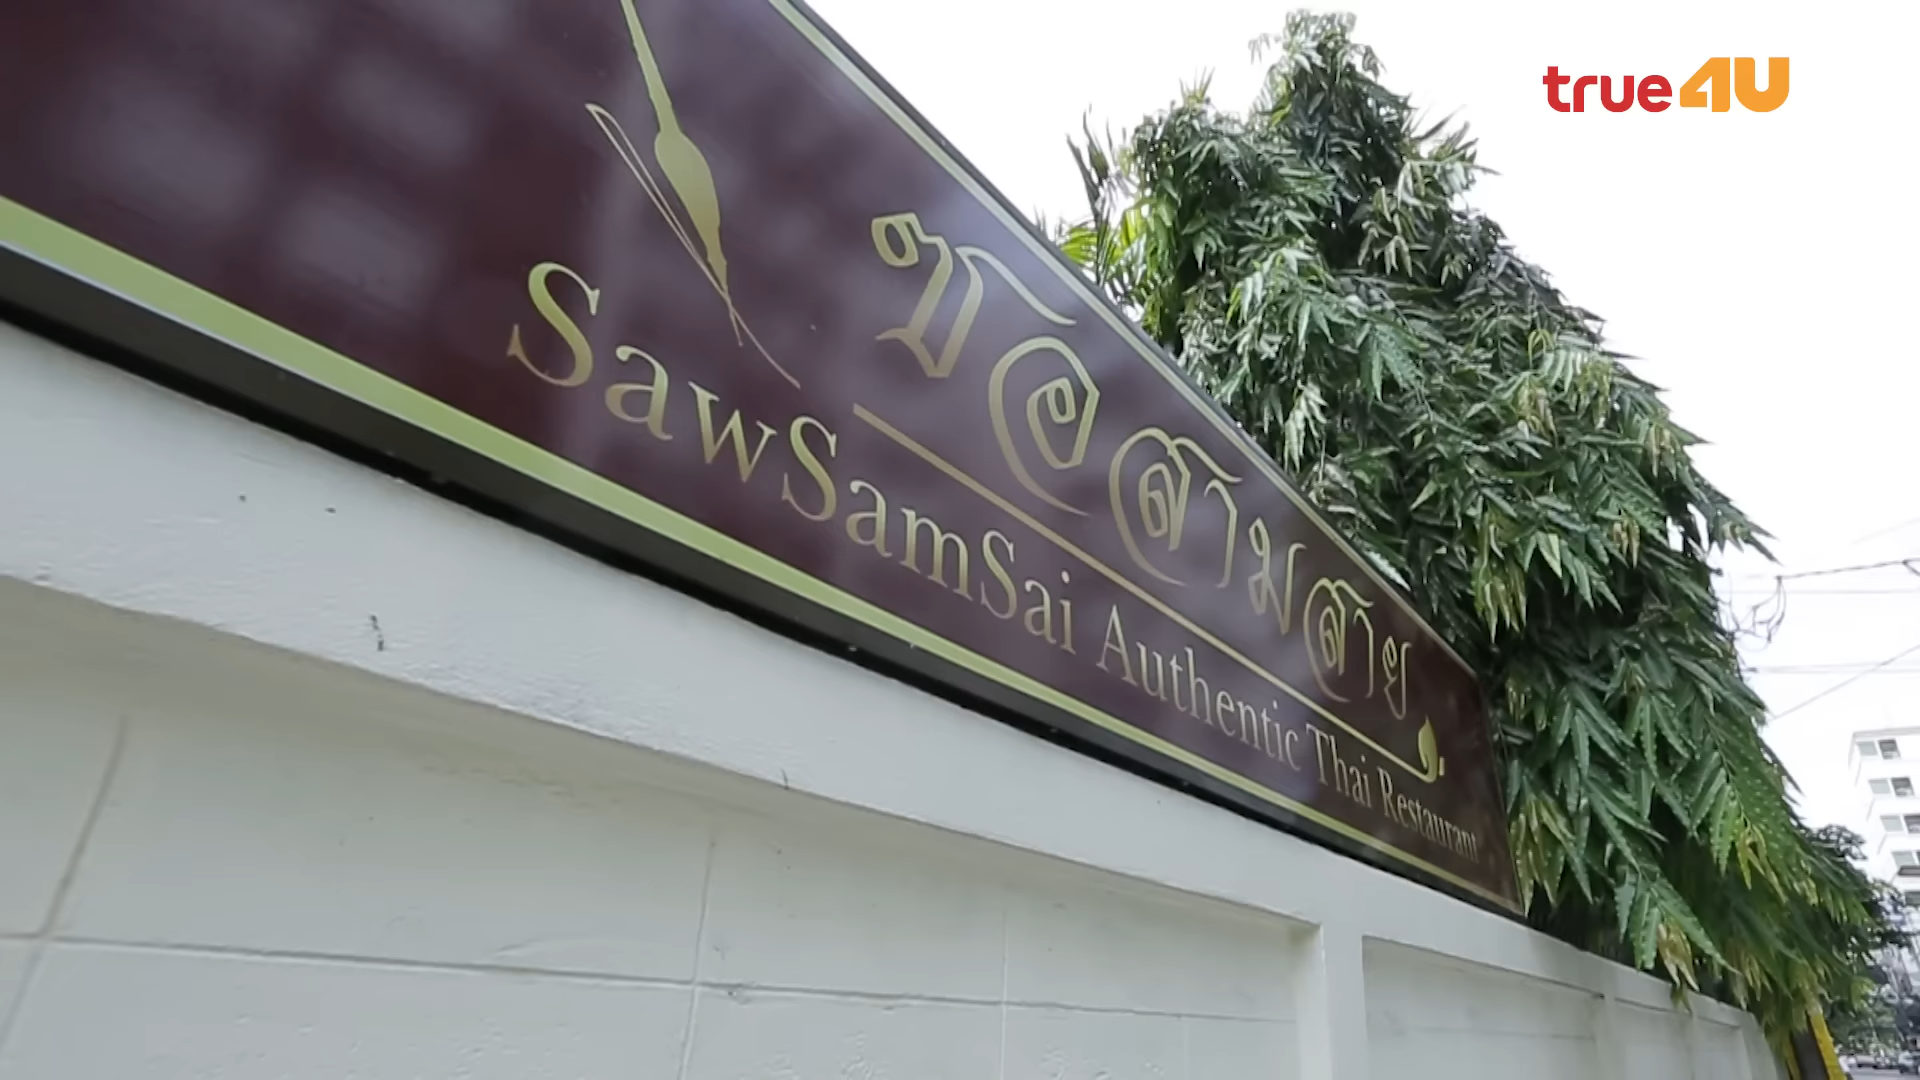 true4U
ซอสามสาย
SawSamSai Authentic Thai Restaurant